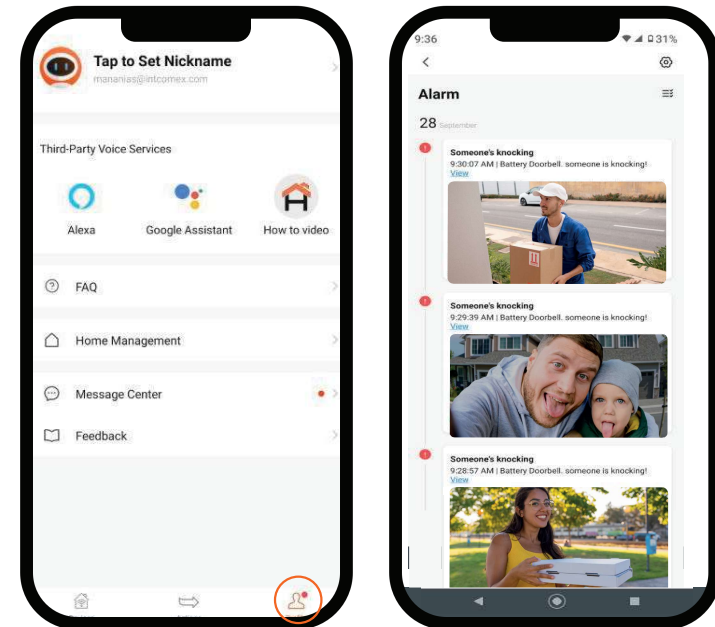 Tap to Set Nickname
mananias@intcomex.com
Third-Party Voice Services
Alexa
Google Assistant
How to video
FAQ
Home Management
Message Center
Feedback
9:36
31%
Alarm
28 September
Someone's knocking
9:30:07 AM | Battery Doorbell. someone is knocking!
View
Someone's knocking
9:29:39 AM | Battery Doorbell. someone is knocking!
View
Someone's knocking
9:28:57 AM | Battery Doorbell. someone is knocking!
View